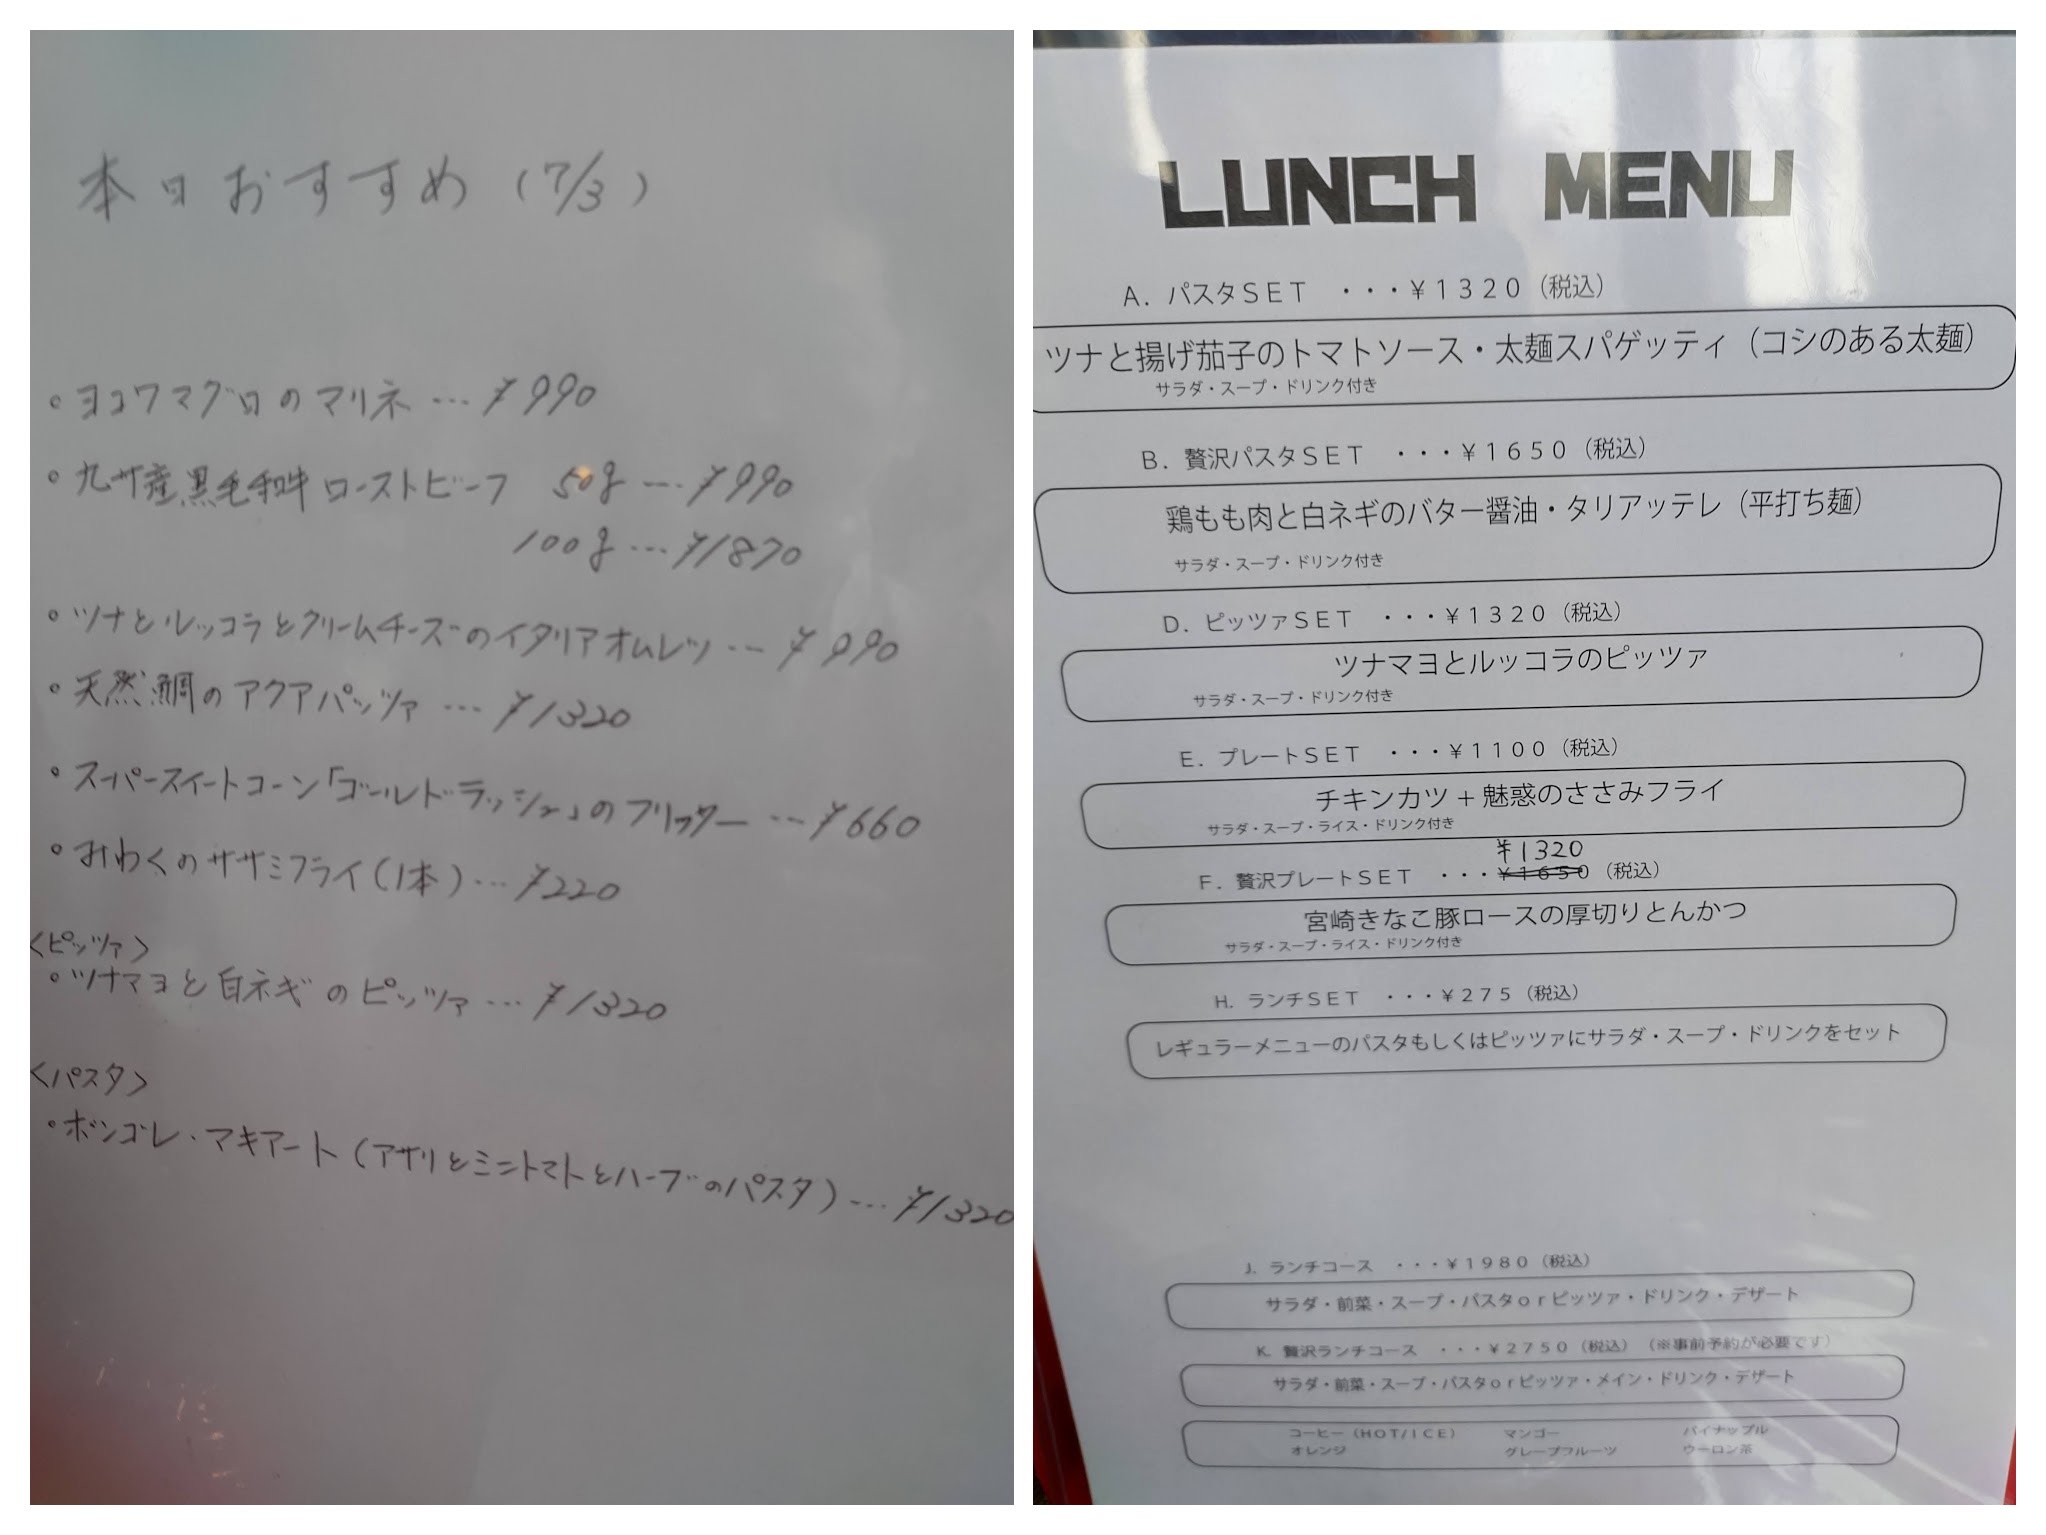 本日おすすめ(7/3)
・ヨコワマグロのマリネ…¥990
・九州産黒毛和牛ローストビーフ 50g…¥990
100g…¥1870
・ツナとルッコラとクリームチーズのイタリアオムレツ…¥990
・天然鯛のアクアパッツァ…¥1320
・スーパースイートコーン「ゴールドラッシュ」のフリッター…¥660
・みわくのササミフライ(1本)…¥220
<ピッツァ>
・ツナマヨと白ネギのピッツァ…¥1320
<パスタ>
・ボンゴレ・マキアート(アサリとミニトマトとハーブのパスタ)…¥1320
LUNCH MENU
A. パスタSET ・・・¥1320(税込)
ツナと揚げ茄子のトマトソース・太麺スパゲッティ(コシのある太麺)
サラダ・スープ・ドリンク付き
B. 贅沢パスタSET ・・・¥1650(税込)
鶏もも肉と白ネギのバター醤油・タリアッテレ(平打ち麺)
サラダ・スープ・ドリンク付き
D. ピッツァSET ・・・¥1320(税込)
ツナマヨとルッコラのピッツァ
サラダ・スープ・ドリンク付き
E. プレートSET ・・・¥1100(税込)
チキンカツ+魅惑のささみフライ
サラダ・スープ・ライス・ドリンク付き
¥1320
F. 贅沢プレートSET ・・・¥1650(税込)
宮崎きなこ豚ロースの厚切りとんかつ
サラダ・スープ・ライス・ドリンク付き
H. ランチSET ・・・¥275(税込)
レギュラーメニューのパスタもしくはピッツァにサラダ・スープ・ドリンクをセット
J. ランチコース ・・・¥1980(税込)
サラダ・前菜・スープ・パスタorピッツァ・ドリンク・デザート
K. 贅沢ランチコース ・・・¥2750(税込) (※事前予約が必要です)
サラダ・前菜・スープ・パスタorピッツァ・メイン・ドリンク・デザート
コーヒー(HOT/ICE) マンゴー パイナップル
オレンジ グレープフルーツ ウーロン茶